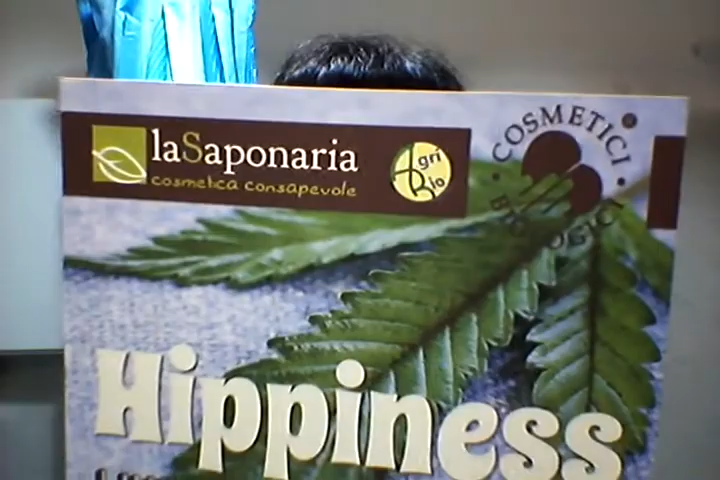 laSaponaria
cosmetica consapevole
Agri
Bio
COSMETICI
BIOLOGICI
Hippiness